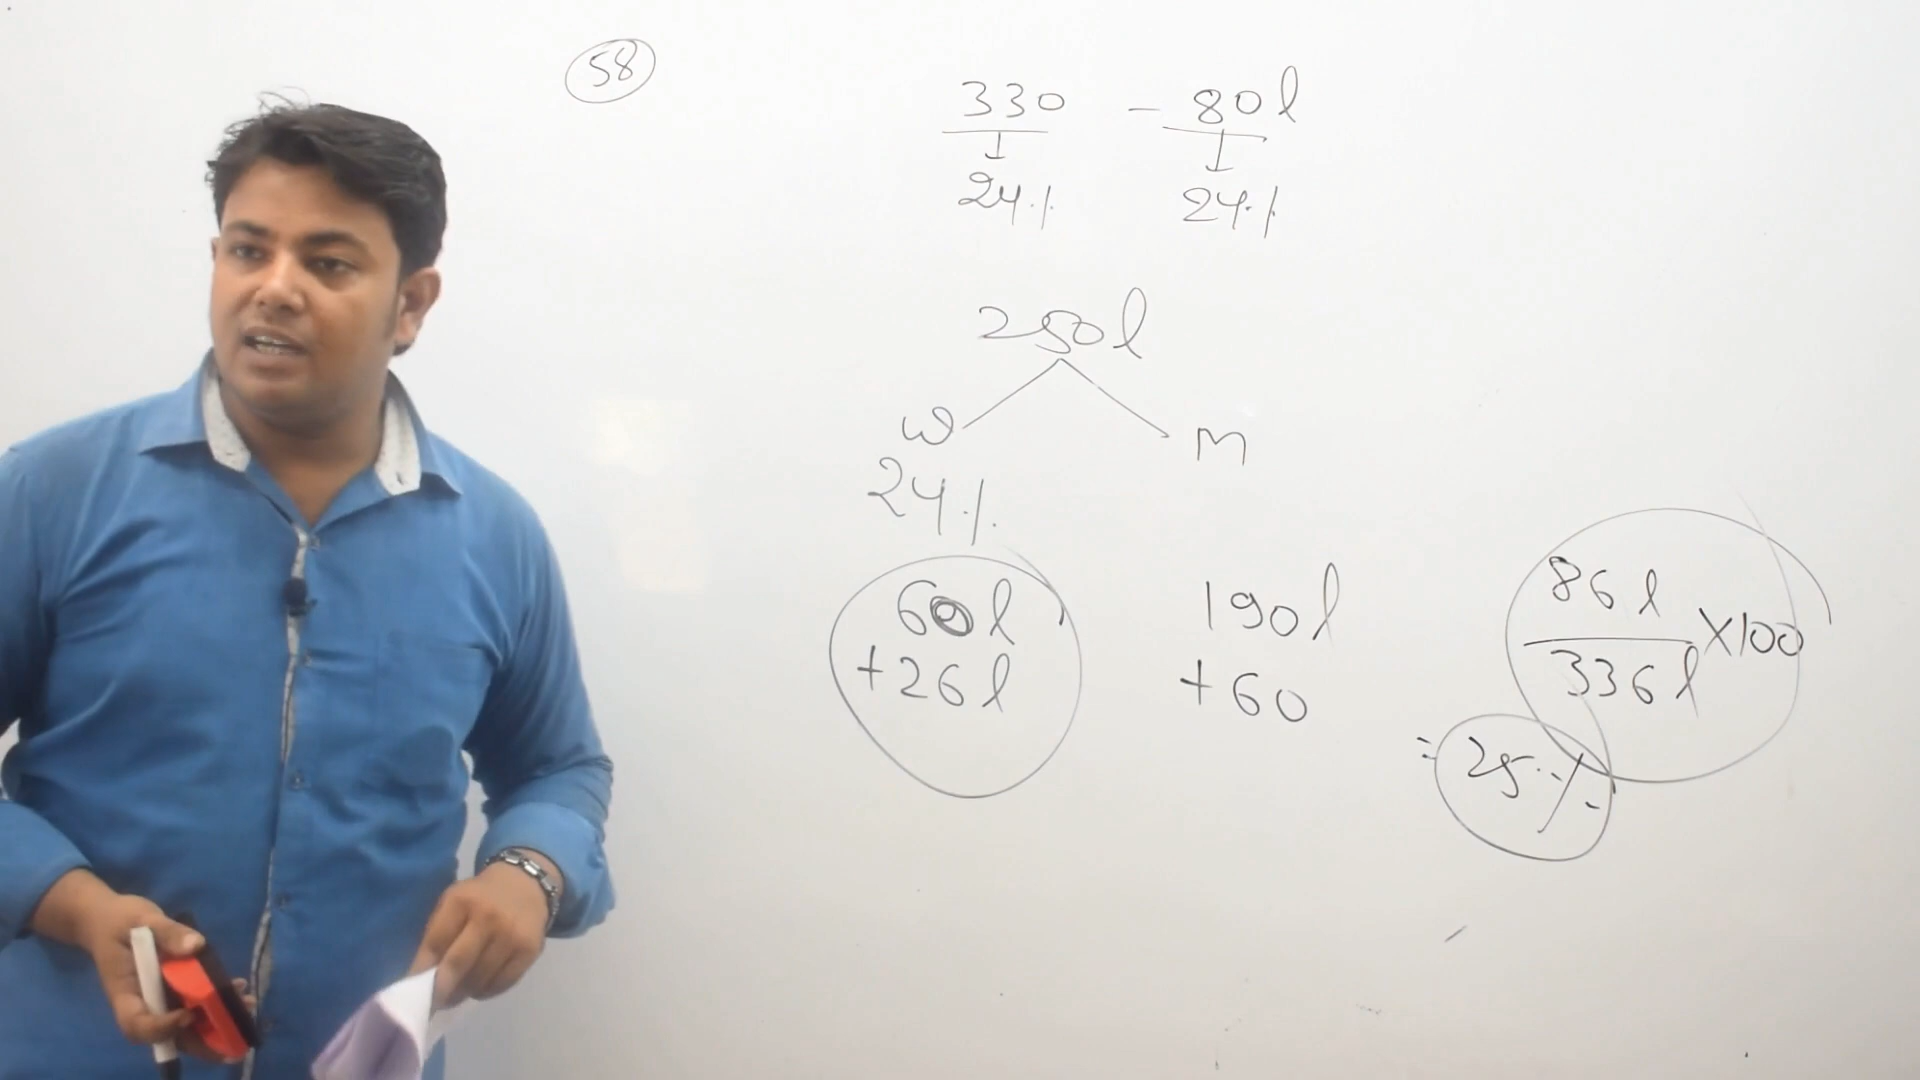 58
330 - 80l
24% 24%
250l
w m
24%
60l 190l
+26l +60
86l
336l ×100
= 25%